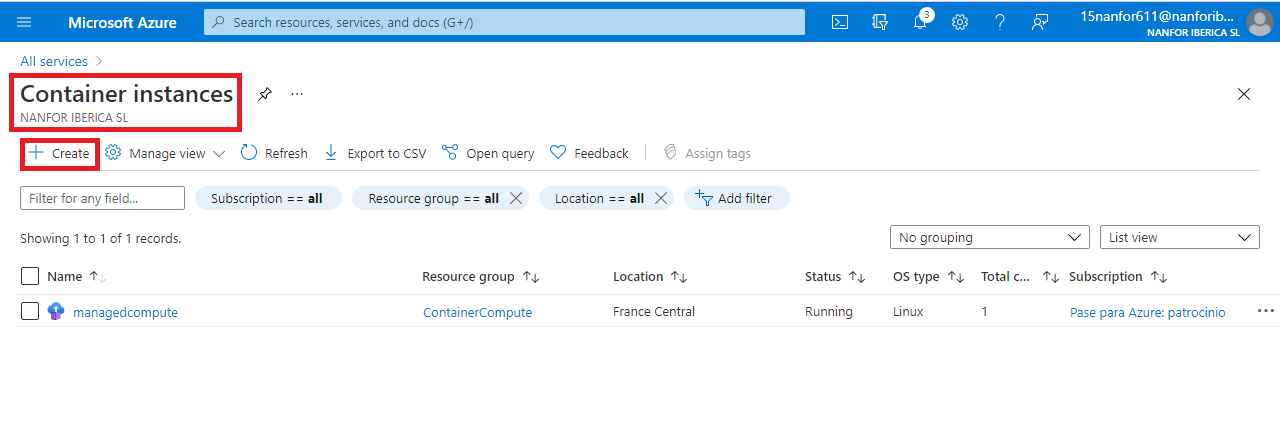 Microsoft Azure
Search resources, services, and docs (G+/)
3
15nanfor611@nanforib...
NANFOR IBERICA SL
All services
Container instances
NANFOR IBERICA SL
Create
Manage view
Refresh
Export to CSV
Open query
Feedback
Assign tags
Filter for any field...
Subscription == all
Resource group == all
Location == all
Add filter
Showing 1 to 1 of 1 records.
No grouping
List view
Name
Resource group
Location
Status
OS type
Total c...
Subscription
managedcompute
ContainerCompute
France Central
Running
Linux
1
Pase para Azure: patrocinio